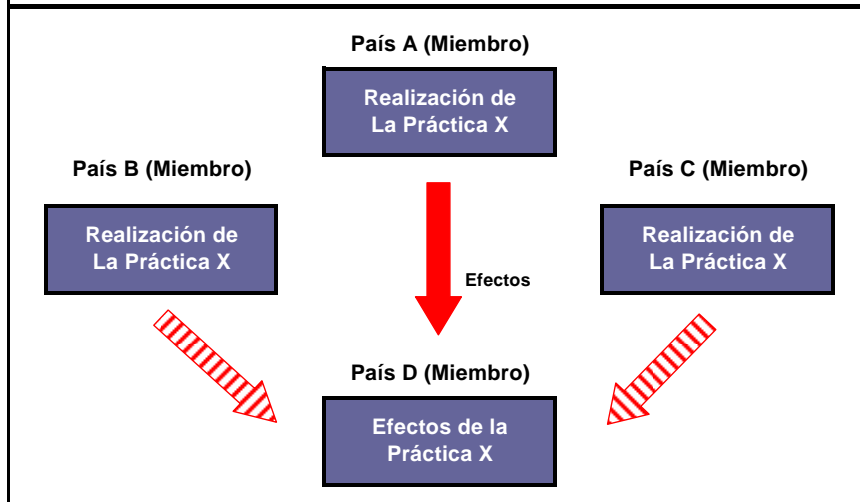 País A (Miembro)
Realización de
La Práctica X
País B (Miembro)
Realización de
La Práctica X
País C (Miembro)
Realización de
La Práctica X
Efectos
País D (Miembro)
Efectos de la
Práctica X